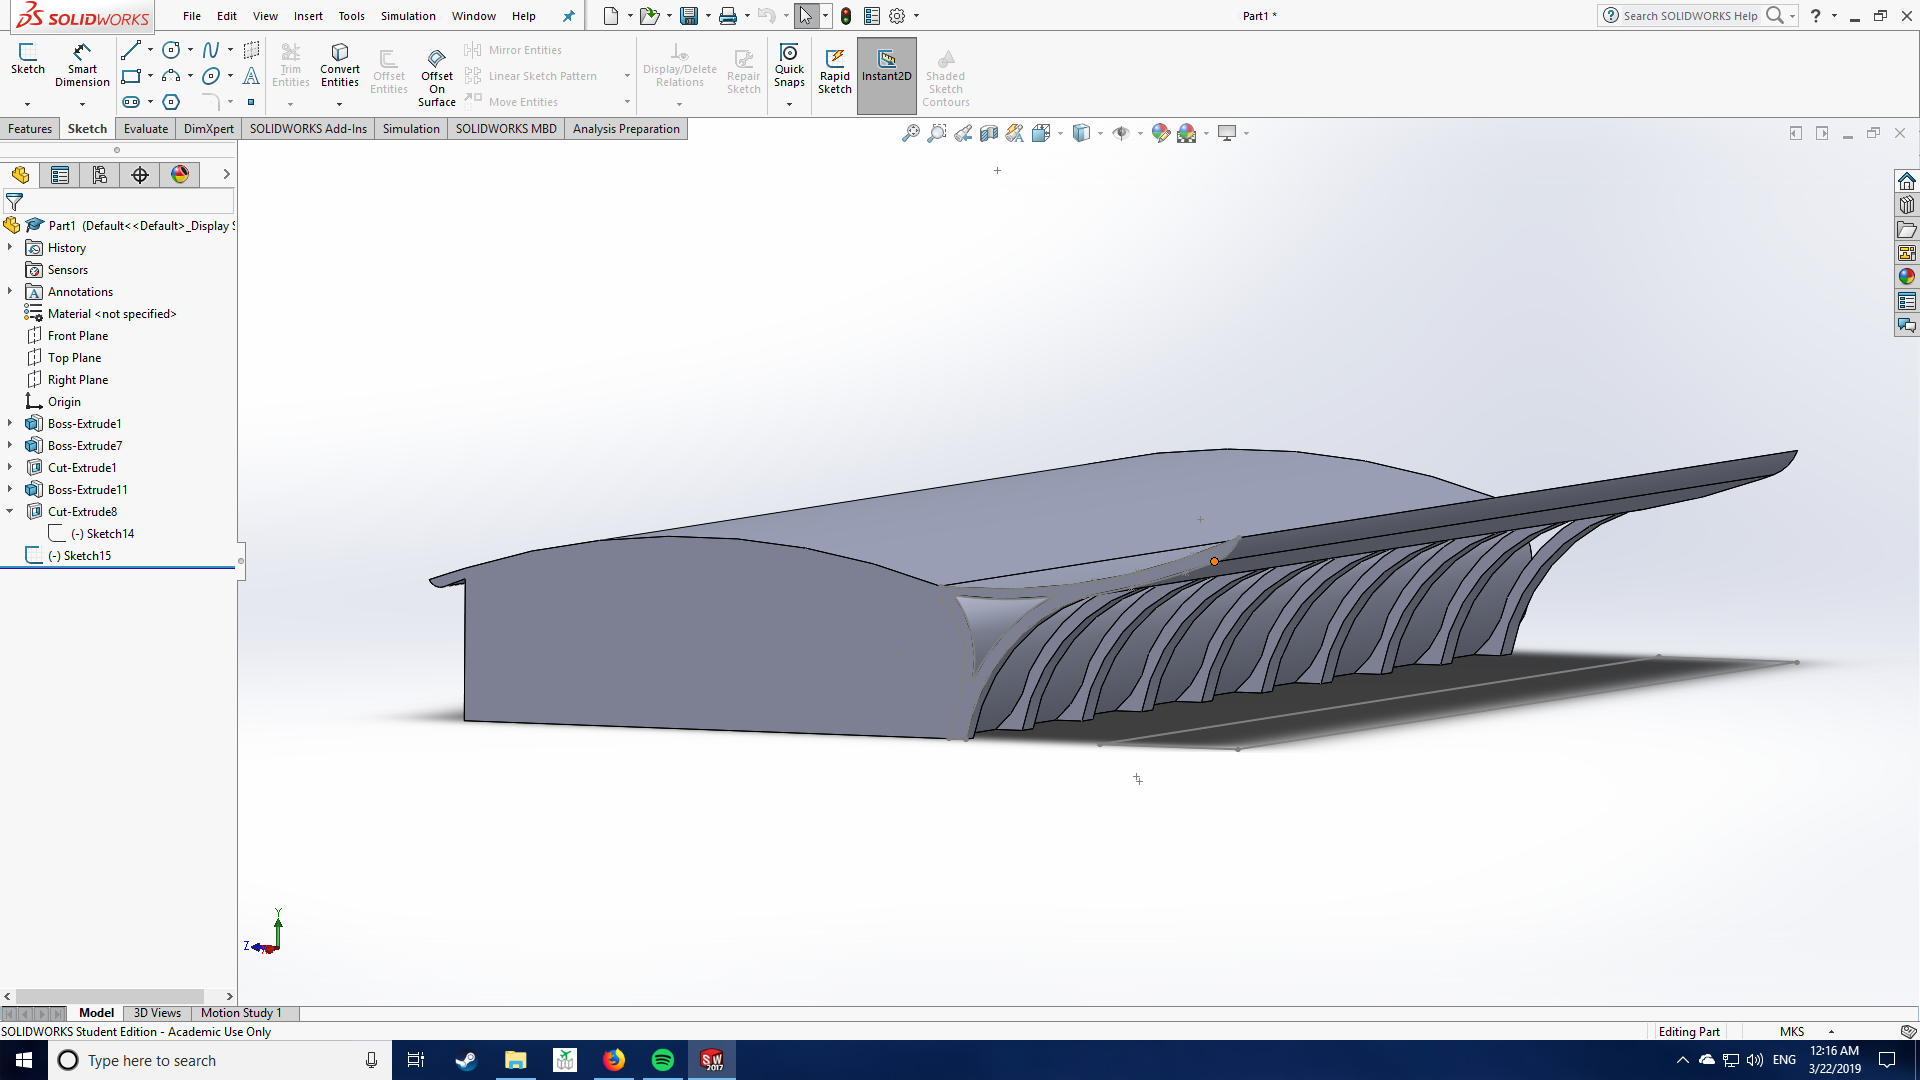 SOLIDWORKS File Edit View Insert Tools Simulation Window Help Part1 * Search SOLIDWORKS Help
Sketch Smart Dimension Trim Entities Convert Entities Offset Entities Offset On Surface Mirror Entities Linear Sketch Pattern Move Entities Display/Delete Relations Repair Sketch Quick Snaps Rapid Sketch Instant2D Shaded Sketch Contours
Features Sketch Evaluate DimXpert SOLIDWORKS Add-Ins Simulation SOLIDWORKS MBD Analysis Preparation
Part1 (Default<<Default>_Display S
History
Sensors
Annotations
Material <not specified>
Front Plane
Top Plane
Right Plane
Origin
Boss-Extrude1
Boss-Extrude7
Cut-Extrude1
Boss-Extrude11
Cut-Extrude8
(-) Sketch14
(-) Sketch15
Y
Z
Model 3D Views Motion Study 1
SOLIDWORKS Student Edition - Academic Use Only Editing Part MKS
Type here to search SW 2017 ENG 12:16 AM
3/22/2019